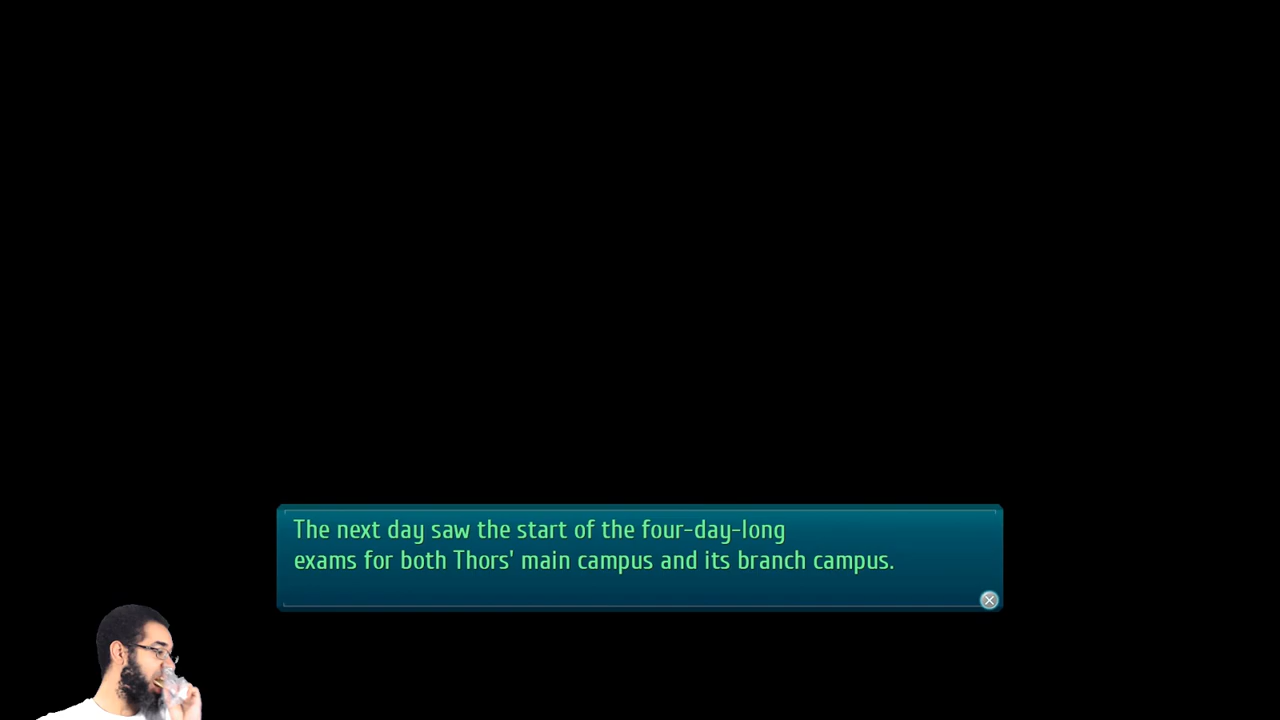 The next day saw the start of the four-day-long
exams for both Thors' main campus and its branch campus.